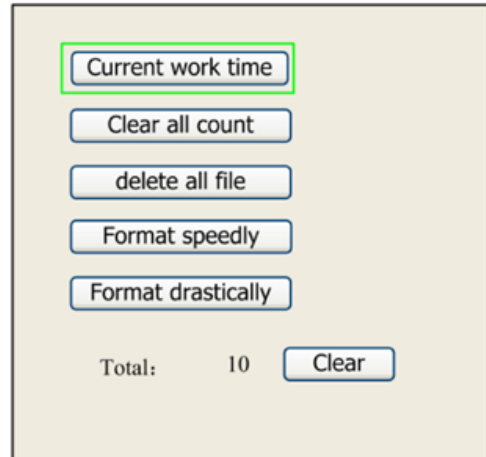 Current work time
Clear all count
delete all file
Format speedly
Format drastically
Total： 10 Clear